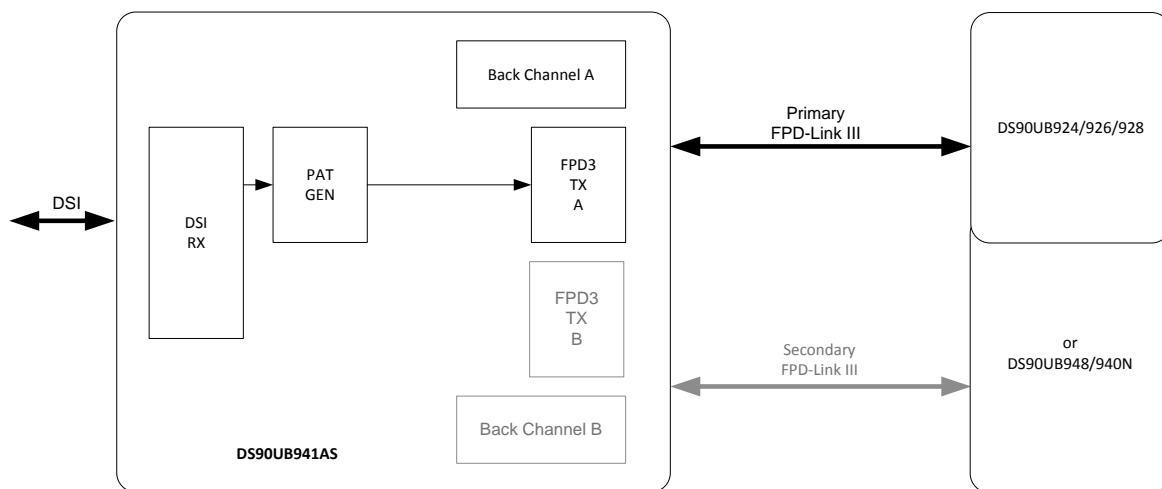 DSI
DSI
RX
PAT
GEN
Back Channel A
FPD3
TX
A
FPD3
TX
B
Back Channel B
DS90UB941AS
Primary
FPD-Link III
Secondary
FPD-Link III
DS90UB924/926/928
or
DS90UB948/940N